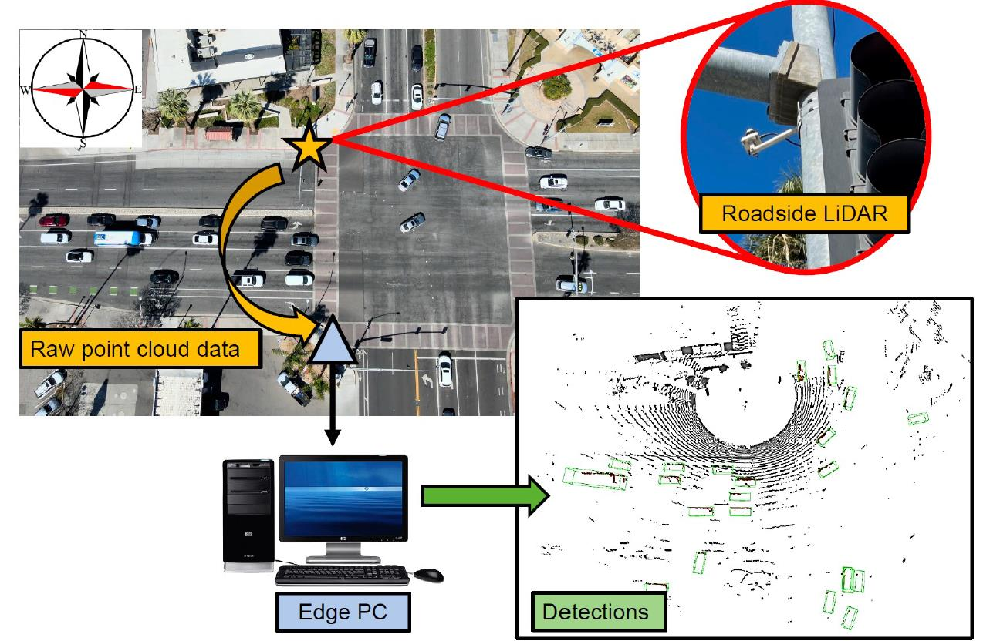 N
W
E
S
Roadside LiDAR
Raw point cloud data
Edge PC
Detections